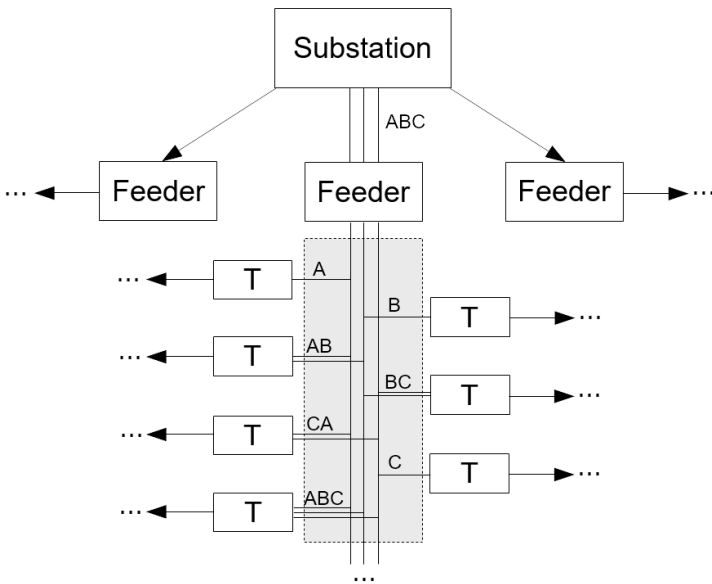 Substation
ABC
... Feeder Feeder Feeder ...
A
... T
B
T ...
AB
... T
BC
T ...
CA
... T
C
T ...
ABC
... T
...